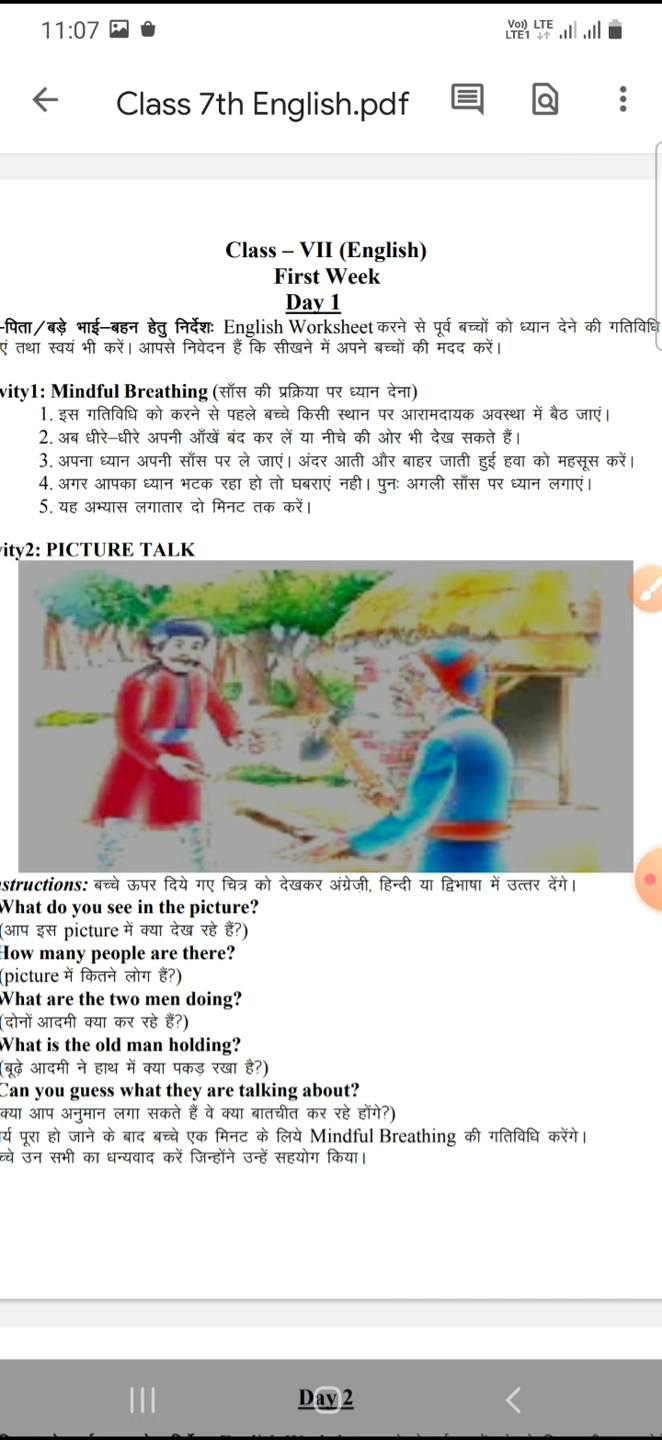 11:07
Vo)) LTE
LTE1
Class 7th English.pdf
Class – VII (English)
First Week
Day 1
-पिता/बड़े भाई-बहन हेतु निर्देशः English Worksheet करने से पूर्व बच्चों को ध्यान देने की गतिविधि
एं तथा स्वयं भी करें। आपसे निवेदन हैं कि सीखने में अपने बच्चों की मदद करें।
vity1: Mindful Breathing (साँस की प्रक्रिया पर ध्यान देना)
1. इस गतिविधि को करने से पहले बच्चे किसी स्थान पर आरामदायक अवस्था में बैठ जाएं।
2. अब धीरे-धीरे अपनी आँखें बंद कर लें या नीचे की ओर भी देख सकते हैं।
3. अपना ध्यान अपनी साँस पर ले जाएं। अंदर आती और बाहर जाती हुई हवा को महसूस करें।
4. अगर आपका ध्यान भटक रहा हो तो घबराएं नही। पुनः अगली साँस पर ध्यान लगाएं।
5. यह अभ्यास लगातार दो मिनट तक करें।
vity2: PICTURE TALK
nstructions: बच्चे ऊपर दिये गए चित्र को देखकर अंग्रेज़ी, हिन्दी या द्विभाषा में उत्तर देंगे।
What do you see in the picture?
(आप इस picture में क्या देख रहे हैं?)
How many people are there?
(picture में कितने लोग हैं?)
What are the two men doing?
(दोनों आदमी क्या कर रहे हैं?)
What is the old man holding?
(बूढ़े आदमी ने हाथ में क्या पकड़ रखा है?)
Can you guess what they are talking about?
क्या आप अनुमान लगा सकते हैं वे क्या बातचीत कर रहे होंगे?)
र्य पूरा हो जाने के बाद बच्चे एक मिनट के लिये Mindful Breathing की गतिविधि करेंगे।
च्चे उन सभी का धन्यवाद करें जिन्होंने उन्हें सहयोग किया।
Day 2